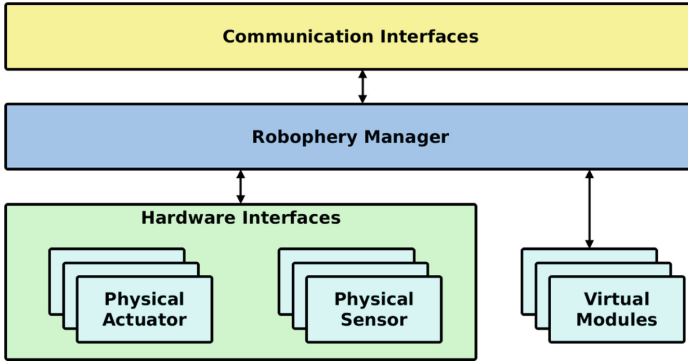 Communication Interfaces
Robophery Manager
Hardware Interfaces
Physical
Actuator
Physical
Sensor
Virtual
Modules